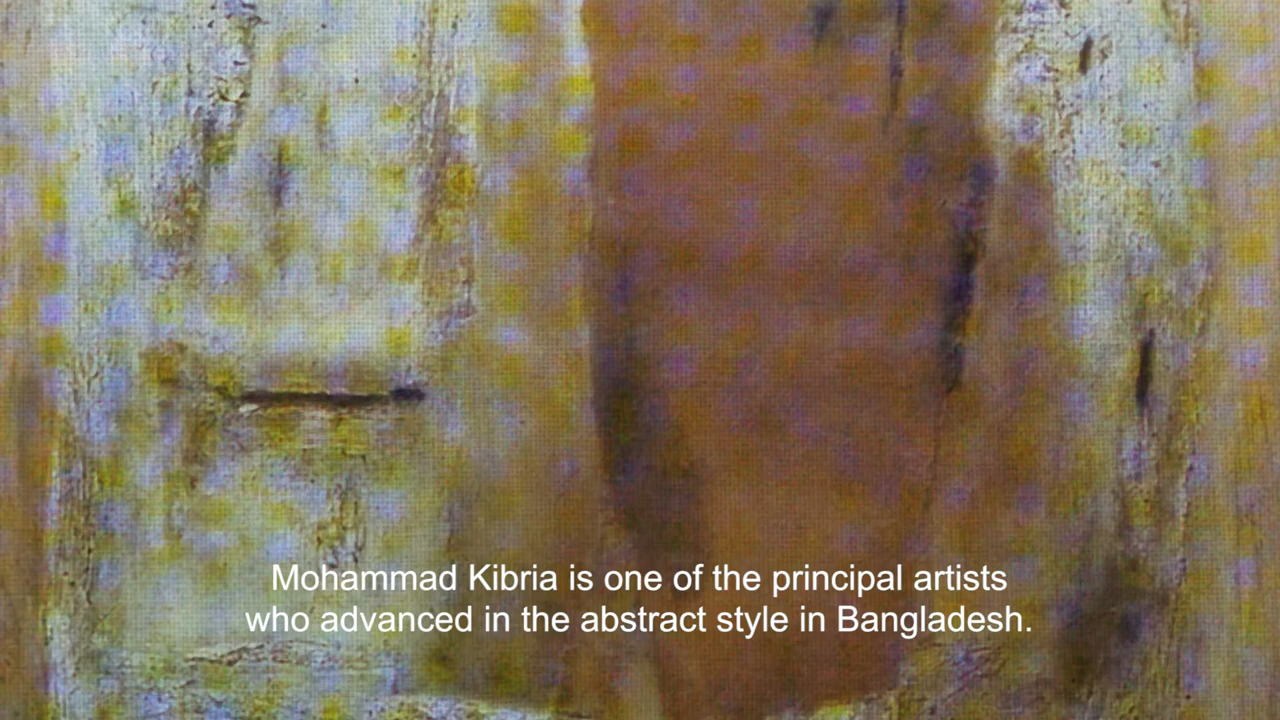 Mohammad Kibria is one of the principal artists
who advanced in the abstract style in Bangladesh.